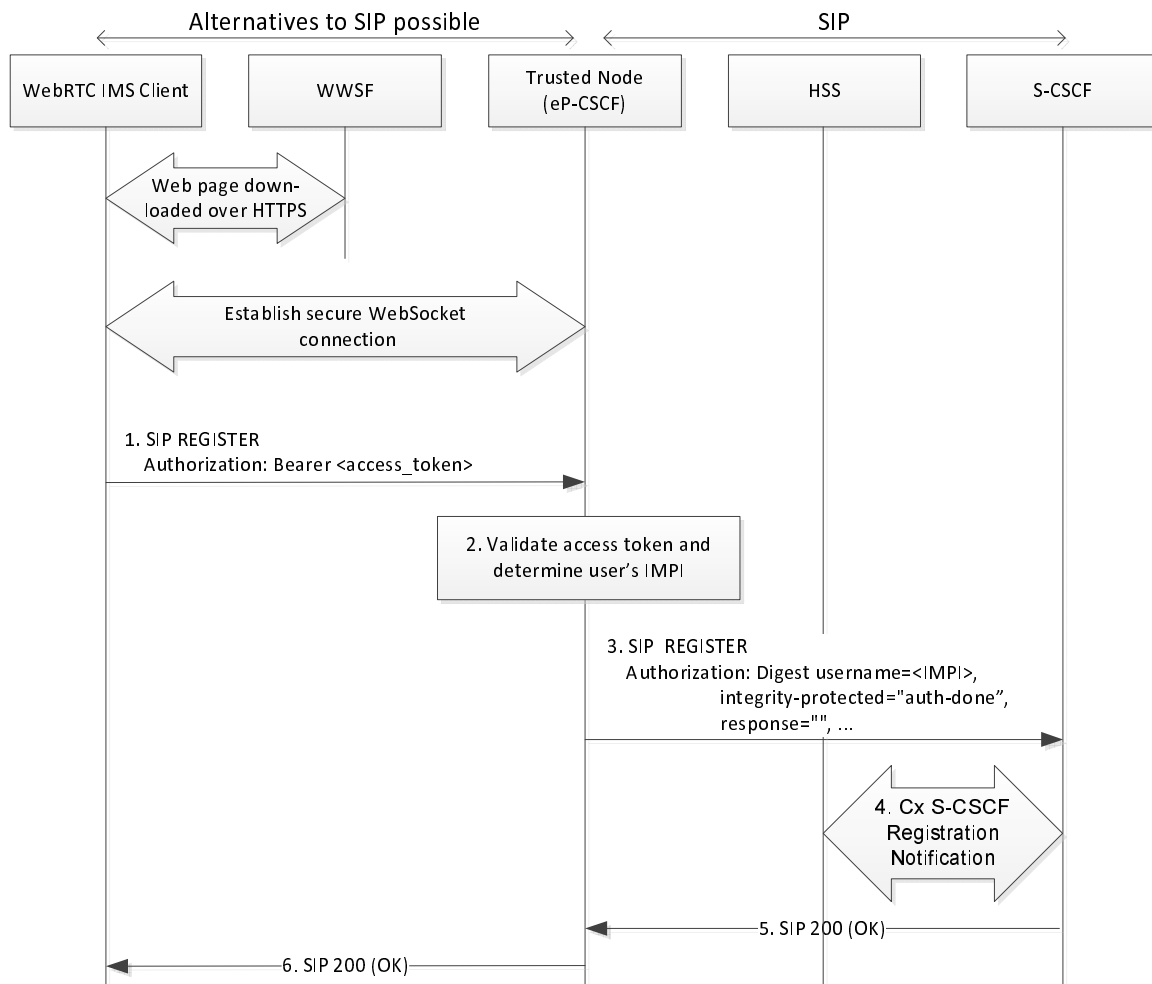 Alternatives to SIP possible
SIP
WebRTC IMS Client
WWSF
Trusted Node
(eP-CSCF)
HSS
S-CSCF
Web page down-
loaded over HTTPS
Establish secure WebSocket
connection
1. SIP REGISTER
Authorization: Bearer <access_token>
2. Validate access token and
determine user’s IMPI
3. SIP REGISTER
Authorization: Digest username=<IMPI>,
integrity-protected="auth-done”,
response="", ...
4. Cx S-CSCF
Registration
Notification
5. SIP 200 (OK)
6. SIP 200 (OK)